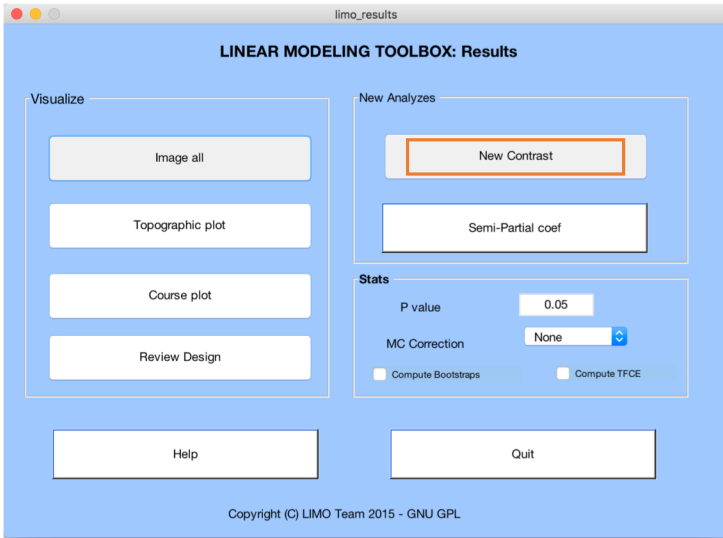 limo_results
LINEAR MODELING TOOLBOX: Results
Visualize
Image all
Topographic plot
Course plot
Review Design
New Analyzes
New Contrast
Semi-Partial coef
Stats
P value
0.05
MC Correction
None
Compute Bootstraps
Compute TFCE
Help
Quit
Copyright (C) LIMO Team 2015 - GNU GPL